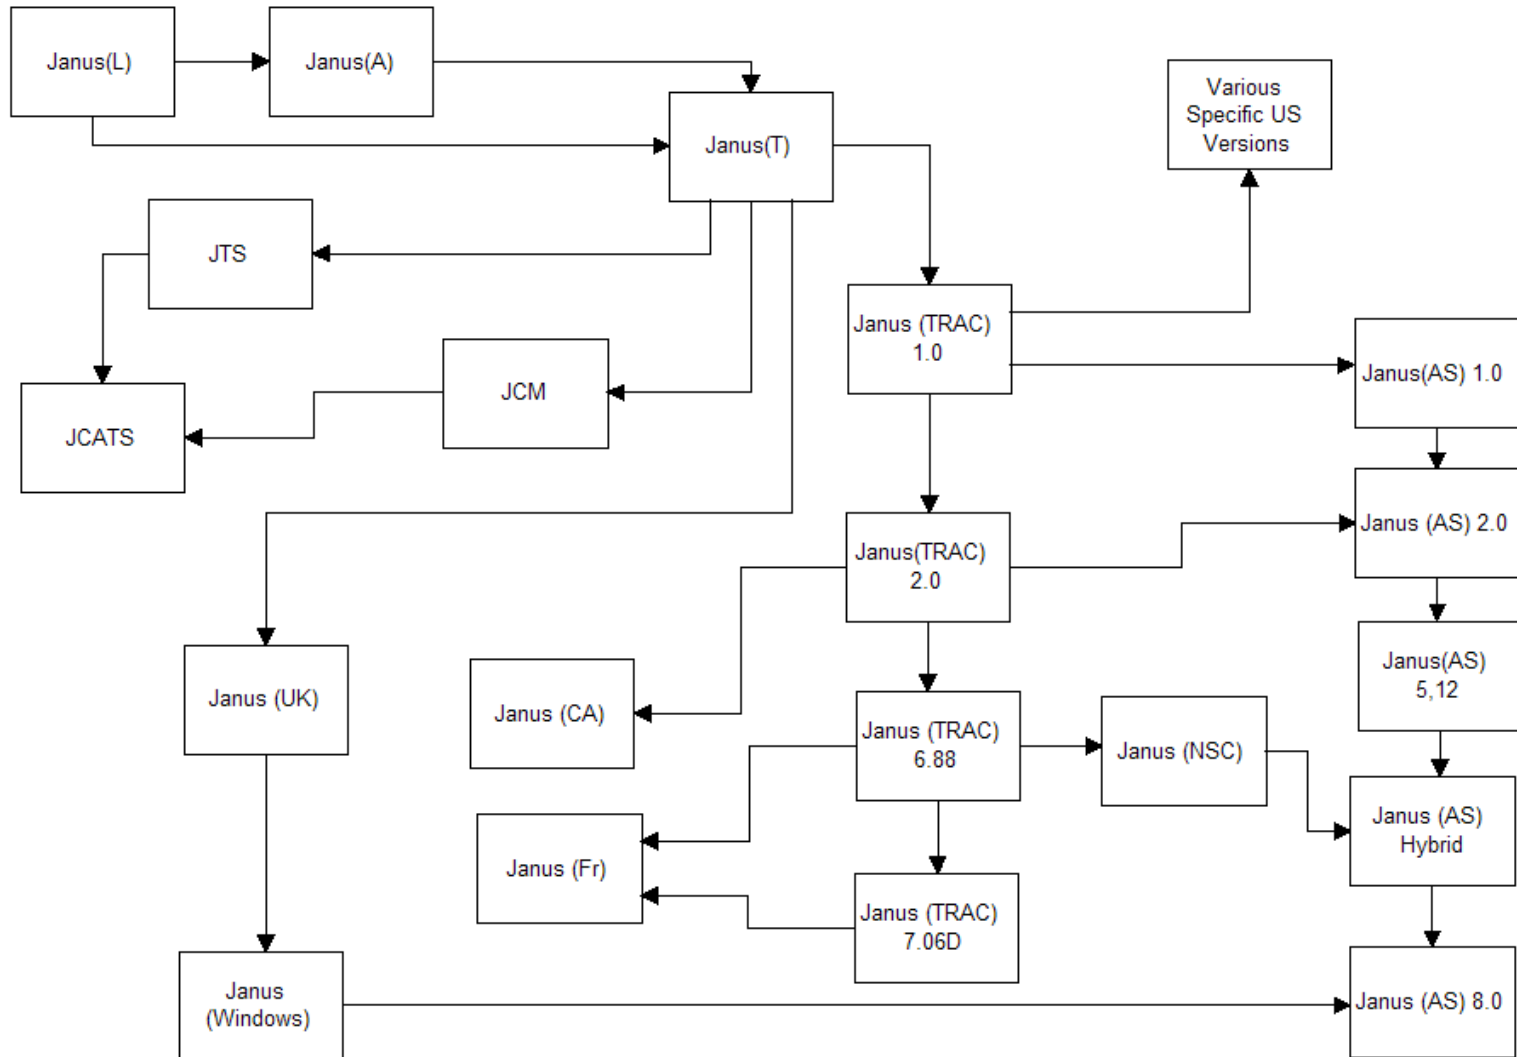 Janus(L)
Janus(A)
Various
Specific US
Versions
Janus(T)
JTS
Janus (TRAC)
1.0
Janus(AS) 1.0
JCM
JCATS
Janus (AS) 2.0
Janus(TRAC)
2.0
Janus(AS)
5,12
Janus (UK)
Janus (CA)
Janus (TRAC)
6.88
Janus (NSC)
Janus (AS)
Hybrid
Janus (Fr)
Janus (TRAC)
7.06D
Janus
(Windows)
Janus (AS) 8.0